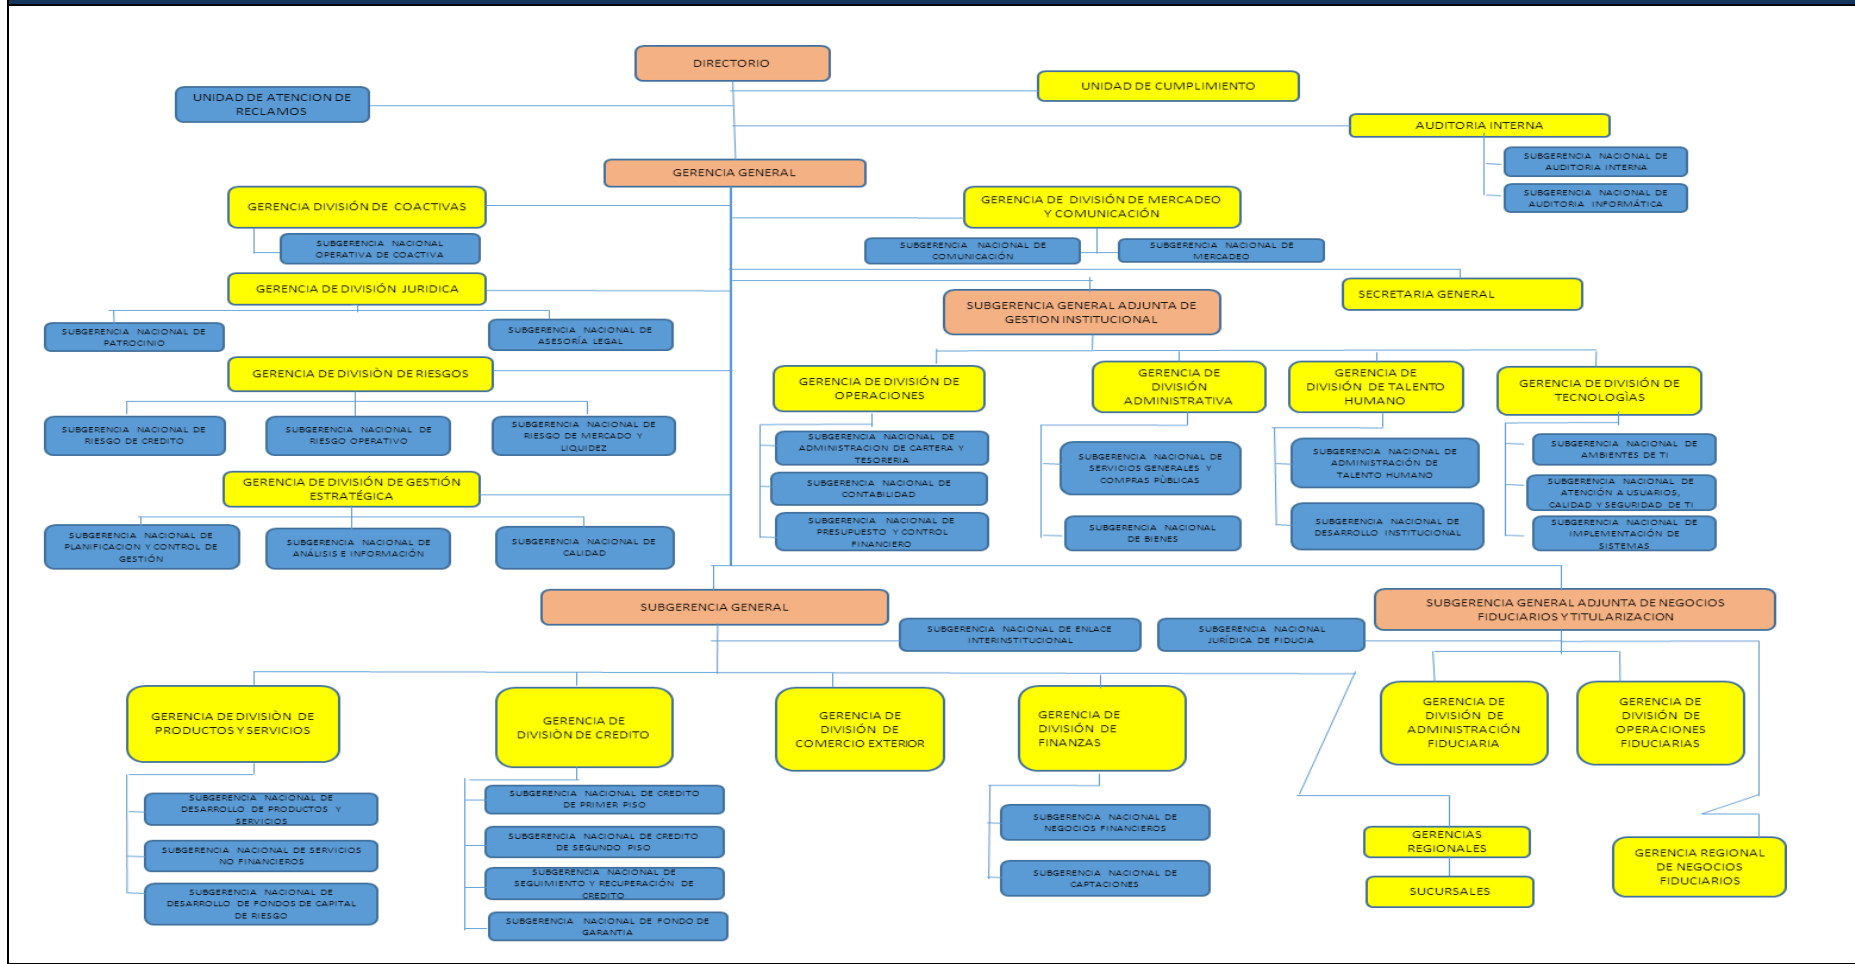 DIRECTORIO
UNIDAD DE CUMPLIMIENTO
UNIDAD DE ATENCION DE
RECLAMOS
AUDITORIA INTERNA
SUBGERENCIA NACIONAL DE
AUDITORIA INTERNA
SUBGERENCIA NACIONAL DE
AUDITORIA INFORMÁTICA
GERENCIA GENERAL
GERENCIA DIVISIÓN DE COACTIVAS
SUBGERENCIA NACIONAL
OPERATIVA DE COACTIVA
GERENCIA DE DIVISIÓN DE MERCADEO
Y COMUNICACIÓN
SUBGERENCIA NACIONAL DE
COMUNICACIÓN
SUBGERENCIA NACIONAL DE
MERCADEO
GERENCIA DE DIVISIÓN JURIDICA
SUBGERENCIA NACIONAL DE
PATROCINIO
SUBGERENCIA NACIONAL DE
ASESORÍA LEGAL
SECRETARIA GENERAL
SUBGERENCIA GENERAL ADJUNTA DE
GESTION INSTITUCIONAL
GERENCIA DE DIVISIÒN DE RIESGOS
SUBGERENCIA NACIONAL DE
RIESGO DE CRÉDITO
SUBGERENCIA NACIONAL DE
RIESGO OPERATIVO
SUBGERENCIA NACIONAL DE
RIESGO DE MERCADO Y
LIQUIDEZ
GERENCIA DE DIVISIÓN DE GESTIÓN
ESTRATÉGICA
SUBGERENCIA NACIONAL DE
PLANIFICACION Y CONTROL DE
GESTIÓN
SUBGERENCIA NACIONAL DE
ANÁLISIS E INFORMACIÓN
SUBGERENCIA NACIONAL DE
CALIDAD
GERENCIA DE DIVISIÓN DE
OPERACIONES
SUBGERENCIA NACIONAL DE
ADMINISTRACION DE CARTERA Y
TESORERIA
SUBGERENCIA NACIONAL DE
CONTABILIDAD
SUBGERENCIA NACIONAL DE
PRESUPUESTO Y CONTROL
FINANCIERO
GERENCIA DE
DIVISIÓN
ADMINISTRATIVA
SUBGERENCIA NACIONAL DE
SERVICIOS GENERALES Y
COMPRAS PÙBLICAS
SUBGERENCIA NACIONAL
DE BIENES
GERENCIA DE
DIVISIÓN DE TALENTO
HUMANO
SUBGERENCIA NACIONAL DE
ADMINISTRACIÓN DE
TALENTO HUMANO
SUBGERENCIA NACIONAL DE
DESARROLLO INSTITUCIONAL
GERENCIA DE DIVISIÓN DE
TECNOLOGÌAS
SUBGERENCIA NACIONAL DE
AMBIENTES DE TI
SUBGERENCIA NACIONAL DE
ATENCIÓN A USUARIOS,
CALIDAD Y SEGURIDAD DE TI
SUBGERENCIA NACIONAL DE
IMPLEMENTACIÓN DE
SISTEMAS
SUBGERENCIA GENERAL
SUBGERENCIA NACIONAL DE ENLACE
INTERINSTITUCIONAL
SUBGERENCIA NACIONAL
JURÍDICA DE FIDUCIA
SUBGERENCIA GENERAL ADJUNTA DE NEGOCIOS
FIDUCIARIOS Y TITULARIZACION
GERENCIA DE DIVISIÒN DE
PRODUCTOS Y SERVICIOS
SUBGERENCIA NACIONAL DE
DESARROLLO DE PRODUCTOS Y
SERVICIOS
SUBGERENCIA NACIONAL DE SERVICIOS
NO FINANCIEROS
SUBGERENCIA NACIONAL DE
DESARROLLO DE FONDOS DE CAPITAL
DE RIESGO
GERENCIA DE
DIVISIÒN DE CREDITO
SUBGERENCIA NACIONAL DE CREDITO
DE PRIMER PISO
SUBGERENCIA NACIONAL DE CREDITO
DE SEGUNDO PISO
SUBGERENCIA NACIONAL DE
SEGUIMIENTO Y RECUPERACIÓN DE
CREDITO
SUBGERENCIA NACIONAL DE FONDO DE
GARANTIA
GERENCIA DE
DIVISIÓN DE
COMERCIO EXTERIOR
GERENCIA DE
DIVISIÓN DE
FINANZAS
SUBGERENCIA NACIONAL DE
NEGOCIOS FINANCIEROS
SUBGERENCIA NACIONAL DE
CAPTACIONES
GERENCIA DE
DIVISIÓN DE
ADMINISTRACIÓN
FIDUCIARIA
GERENCIA DE
DIVISIÓN DE
OPERACIONES
FIDUCIARIAS
GERENCIAS
REGIONALES
SUCURSALES
GERENCIA REGIONAL
DE NEGOCIOS
FIDUCIARIOS